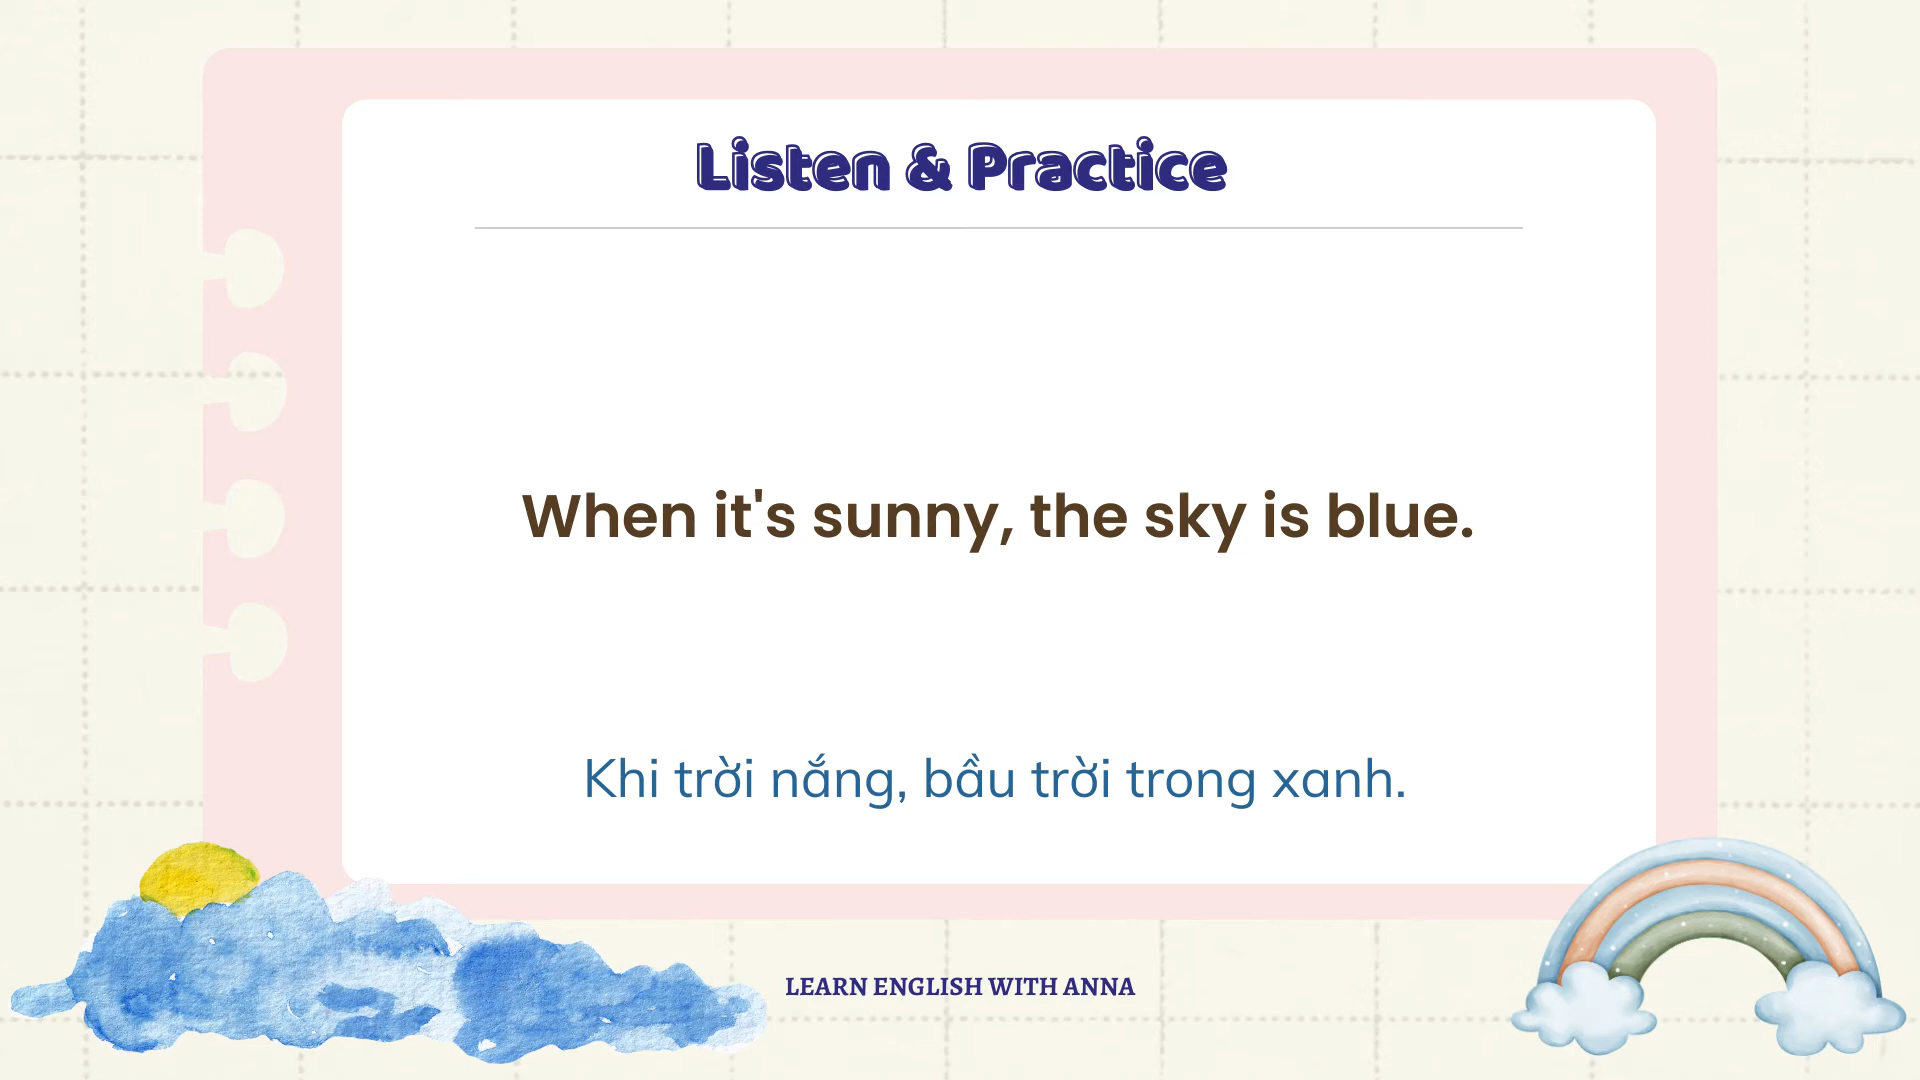 Listen & Practice
When it's sunny, the sky is blue.
Khi trời nắng, bầu trời trong xanh.
LEARN ENGLISH WITH ANNA